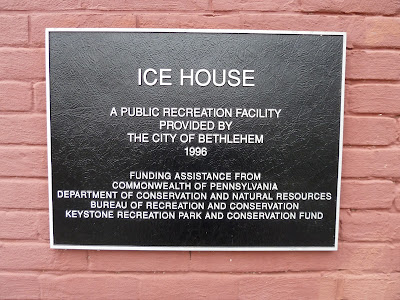 ICE HOUSE
A PUBLIC RECREATION FACILITY
PROVIDED BY
THE CITY OF BETHLEHEM
1996
FUNDING ASSISTANCE FROM
COMMONWEALTH OF PENNSYLVANIA
DEPARTMENT OF CONSERVATION AND NATURAL RESOURCES
BUREAU OF RECREATION AND CONSERVATION
KEYSTONE RECREATION PARK AND CONSERVATION FUND